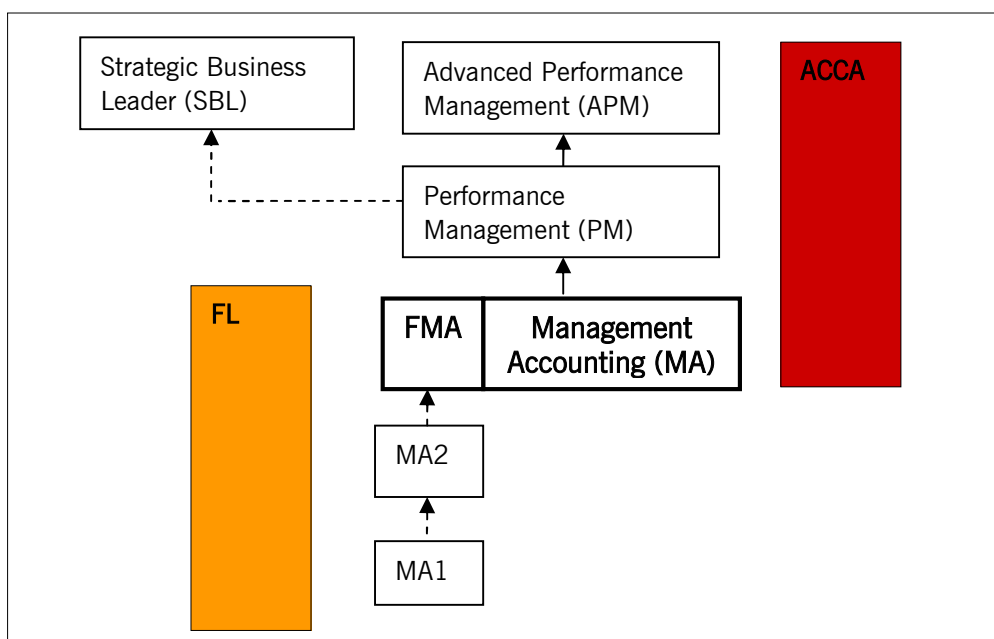 Strategic Business
Leader (SBL)
Advanced Performance
Management (APM)
ACCA
Performance
Management (PM)
FL
FMA
Management
Accounting (MA)
MA2
MA1